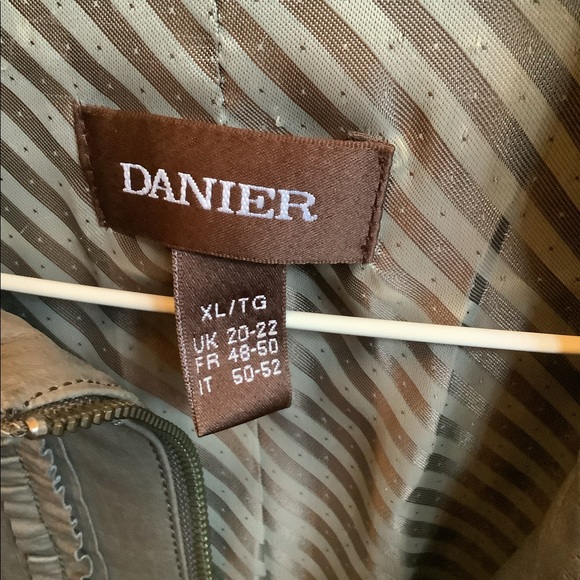 DANIER
XL/TG
UK 20-22
FR 48-50
IT 50-52